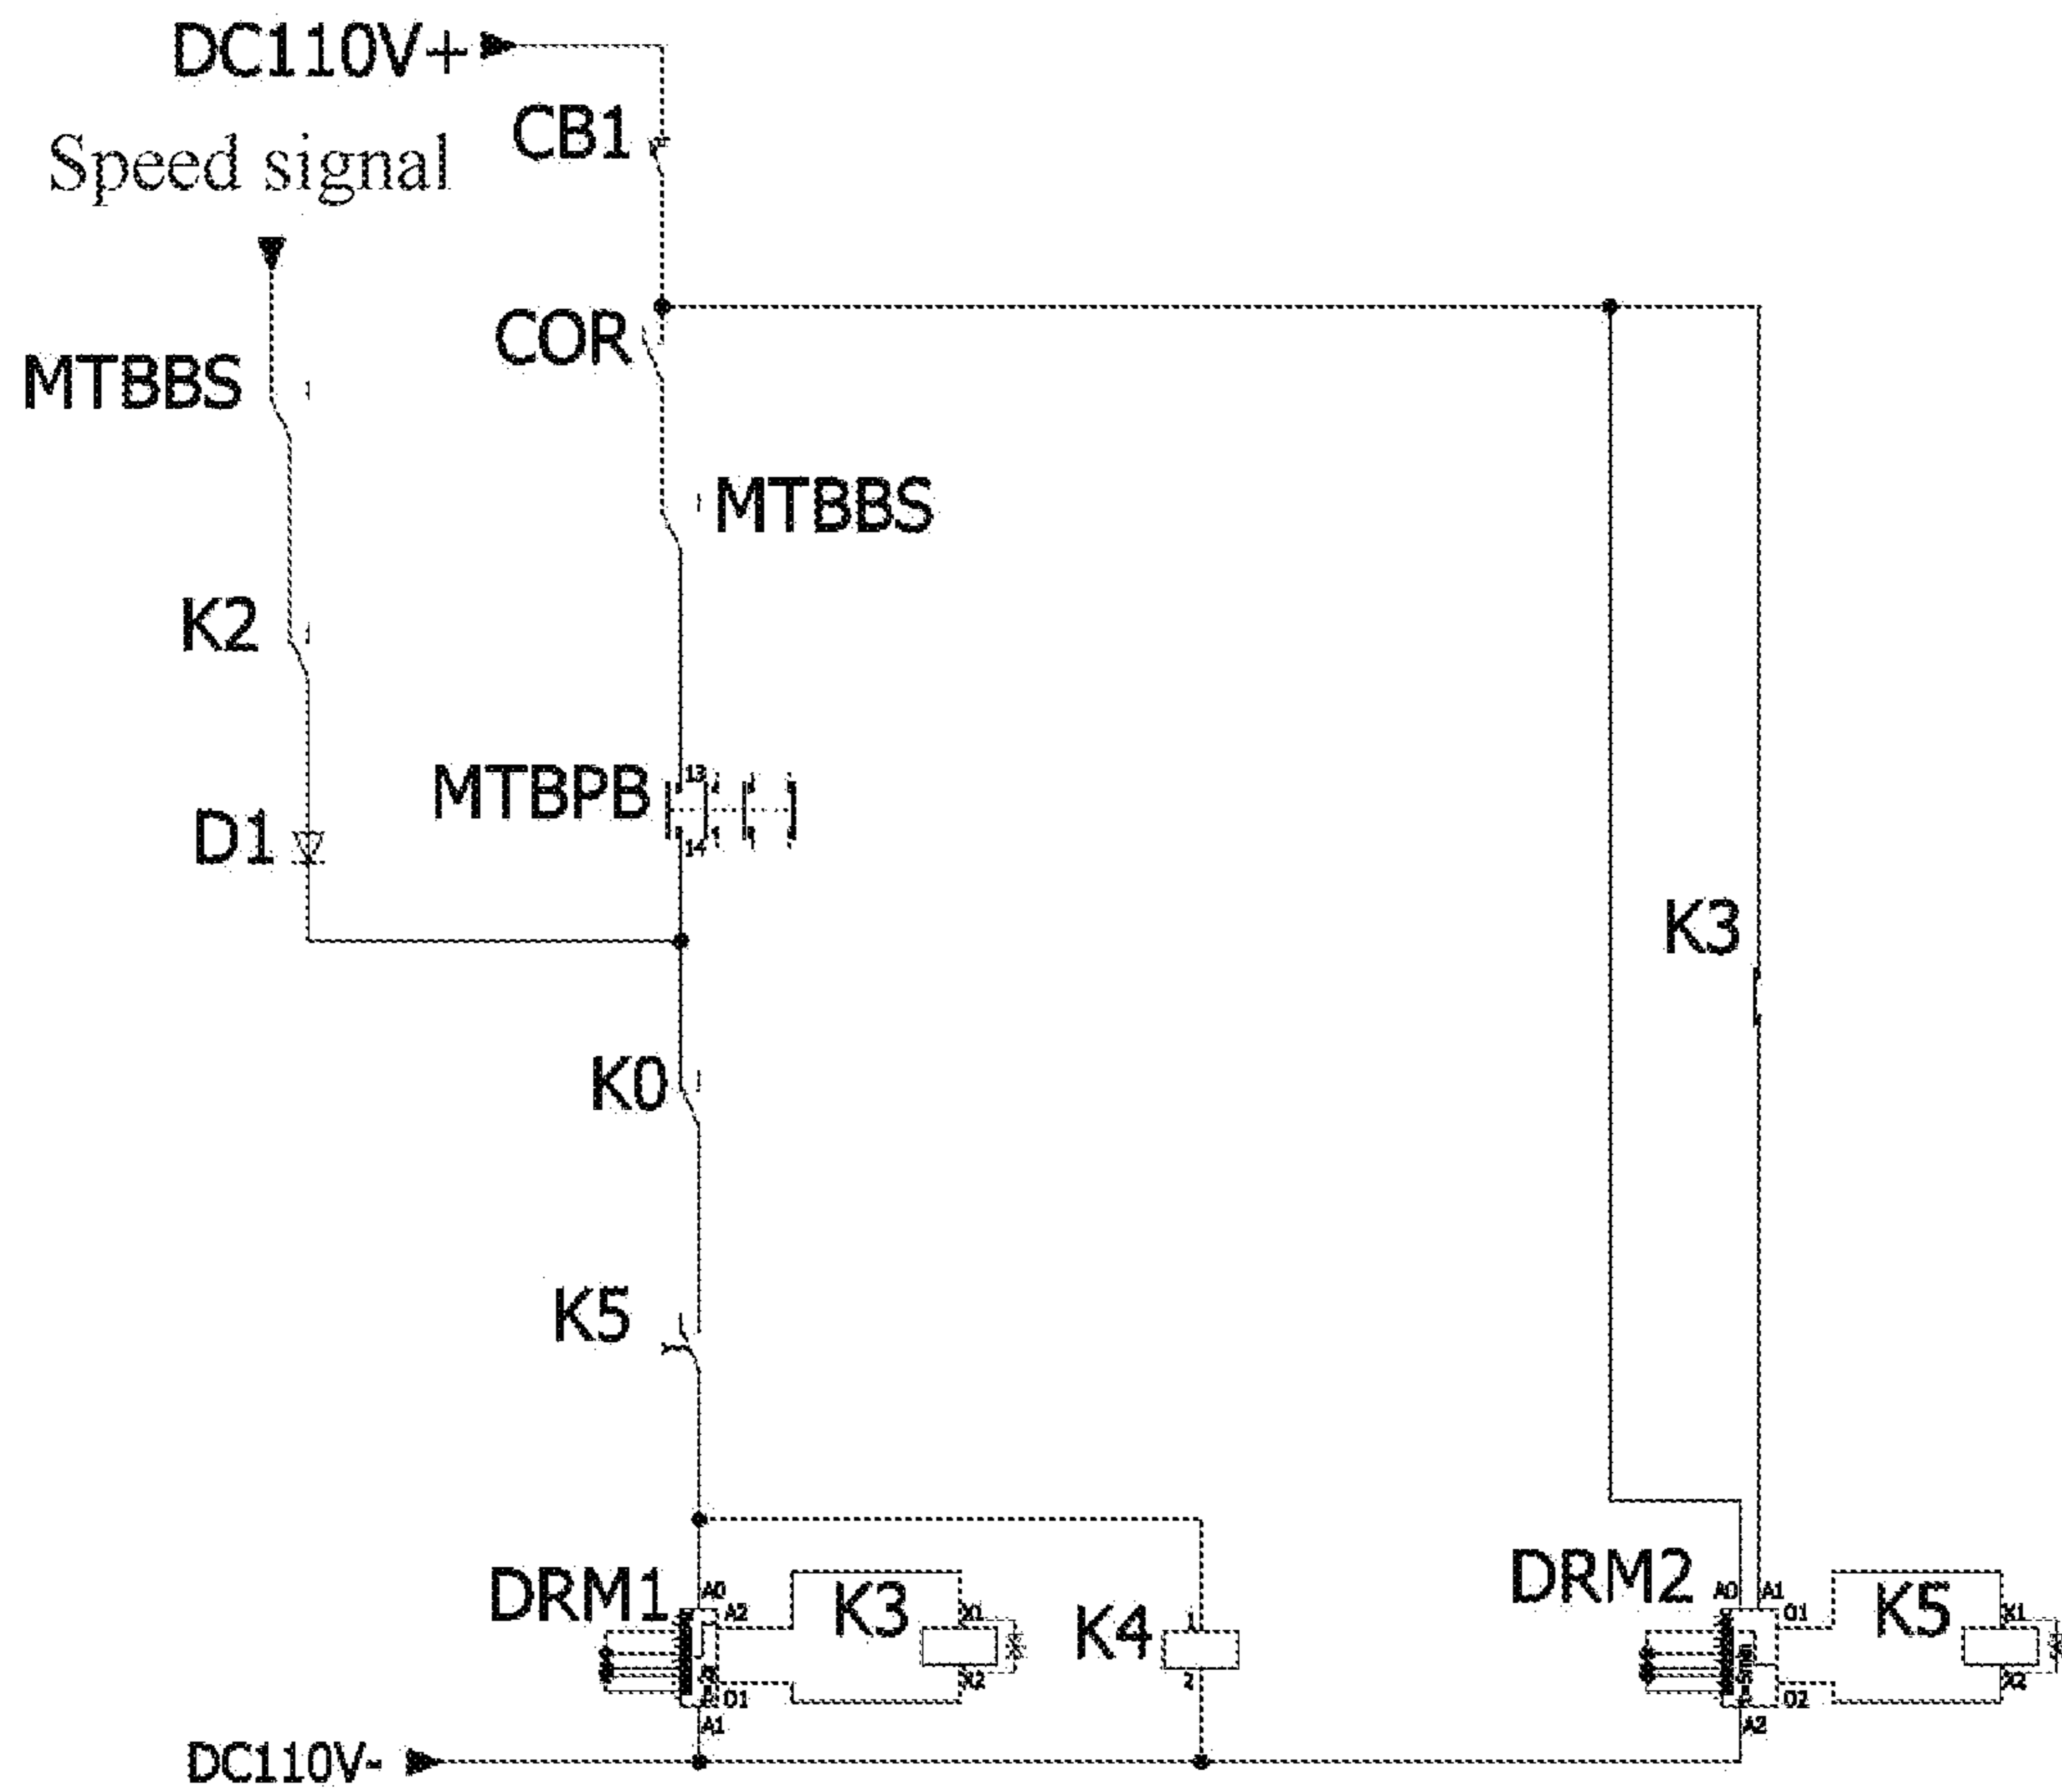 DC110V+
CB1
Speed signal
COR
MTBBS
MTBBS
K2
MTBPB
13
14
D1
K3
K0
K5
DRM1
A0
A2
K3
X1
X2
K4
1
2
O1
A1
DRM2
A0
A1
O1
K5
X1
X2
O2
A2
DC110V-